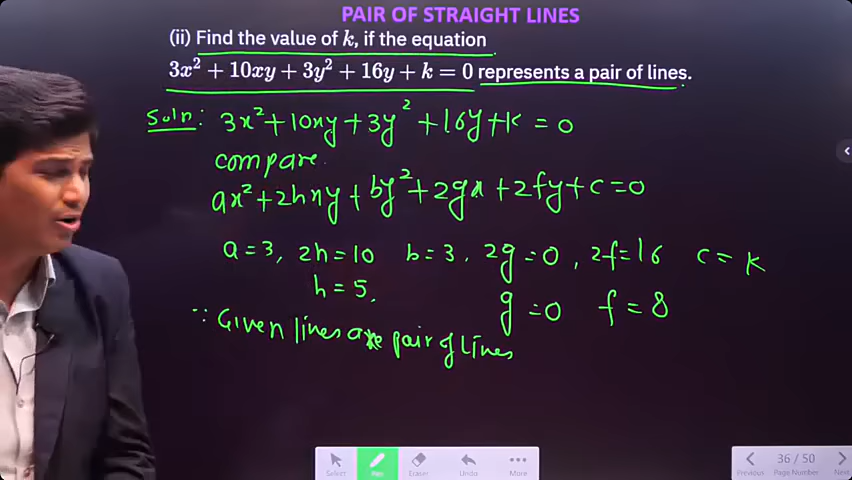 PAIR OF STRAIGHT LINES
(ii) Find the value of k, if the equation
3x² + 10xy + 3y² + 16y + k = 0 represents a pair of lines.
Soln: 3x² + 10xy + 3y² + 16y + k = 0
compare
ax² + 2hxy + by² + 2gx + 2fy + c = 0
a = 3, 2h = 10 b = 3, 2g = 0, 2f = 16 c = k
h = 5, g = 0 f = 8
∵ Given lines are pair of lines
Select Pen Eraser Undo More
36 / 50
Previous Page Number Next